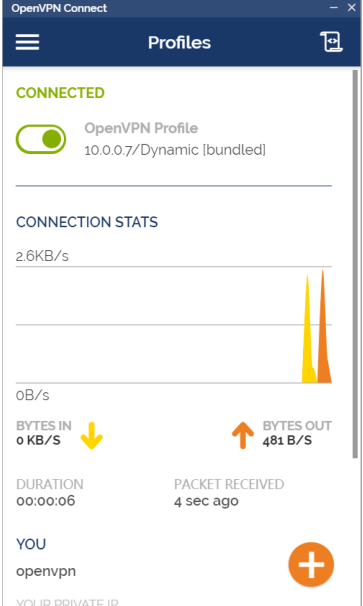 OpenVPN Connect
Profiles
CONNECTED
OpenVPN Profile
10.0.0.7/Dynamic [bundled]
CONNECTION STATS
2.6KB/s
0B/s
BYTES IN
0 KB/S
BYTES OUT
481 B/S
DURATION
00:00:06
PACKET RECEIVED
4 sec ago
YOU
openvpn
YOUR PRIVATE IP